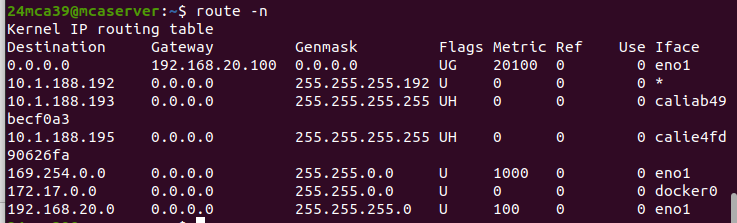 24mca39@mcaserver:~$ route -n
Kernel IP routing table
Destination     Gateway         Genmask         Flags Metric Ref    Use Iface
0.0.0.0         192.168.20.100  0.0.0.0         UG    20100  0        0 eno1
10.1.188.192    0.0.0.0         255.255.255.192 U     0      0        0 *
10.1.188.193    0.0.0.0         255.255.255.255 UH    0      0        0 caliab49
becf0a3
10.1.188.195    0.0.0.0         255.255.255.255 UH    0      0        0 calie4fd
90626fa
169.254.0.0     0.0.0.0         255.255.0.0     U     1000   0        0 eno1
172.17.0.0      0.0.0.0         255.255.0.0     U     0      0        0 docker0
192.168.20.0    0.0.0.0         255.255.255.0   U     100    0        0 eno1